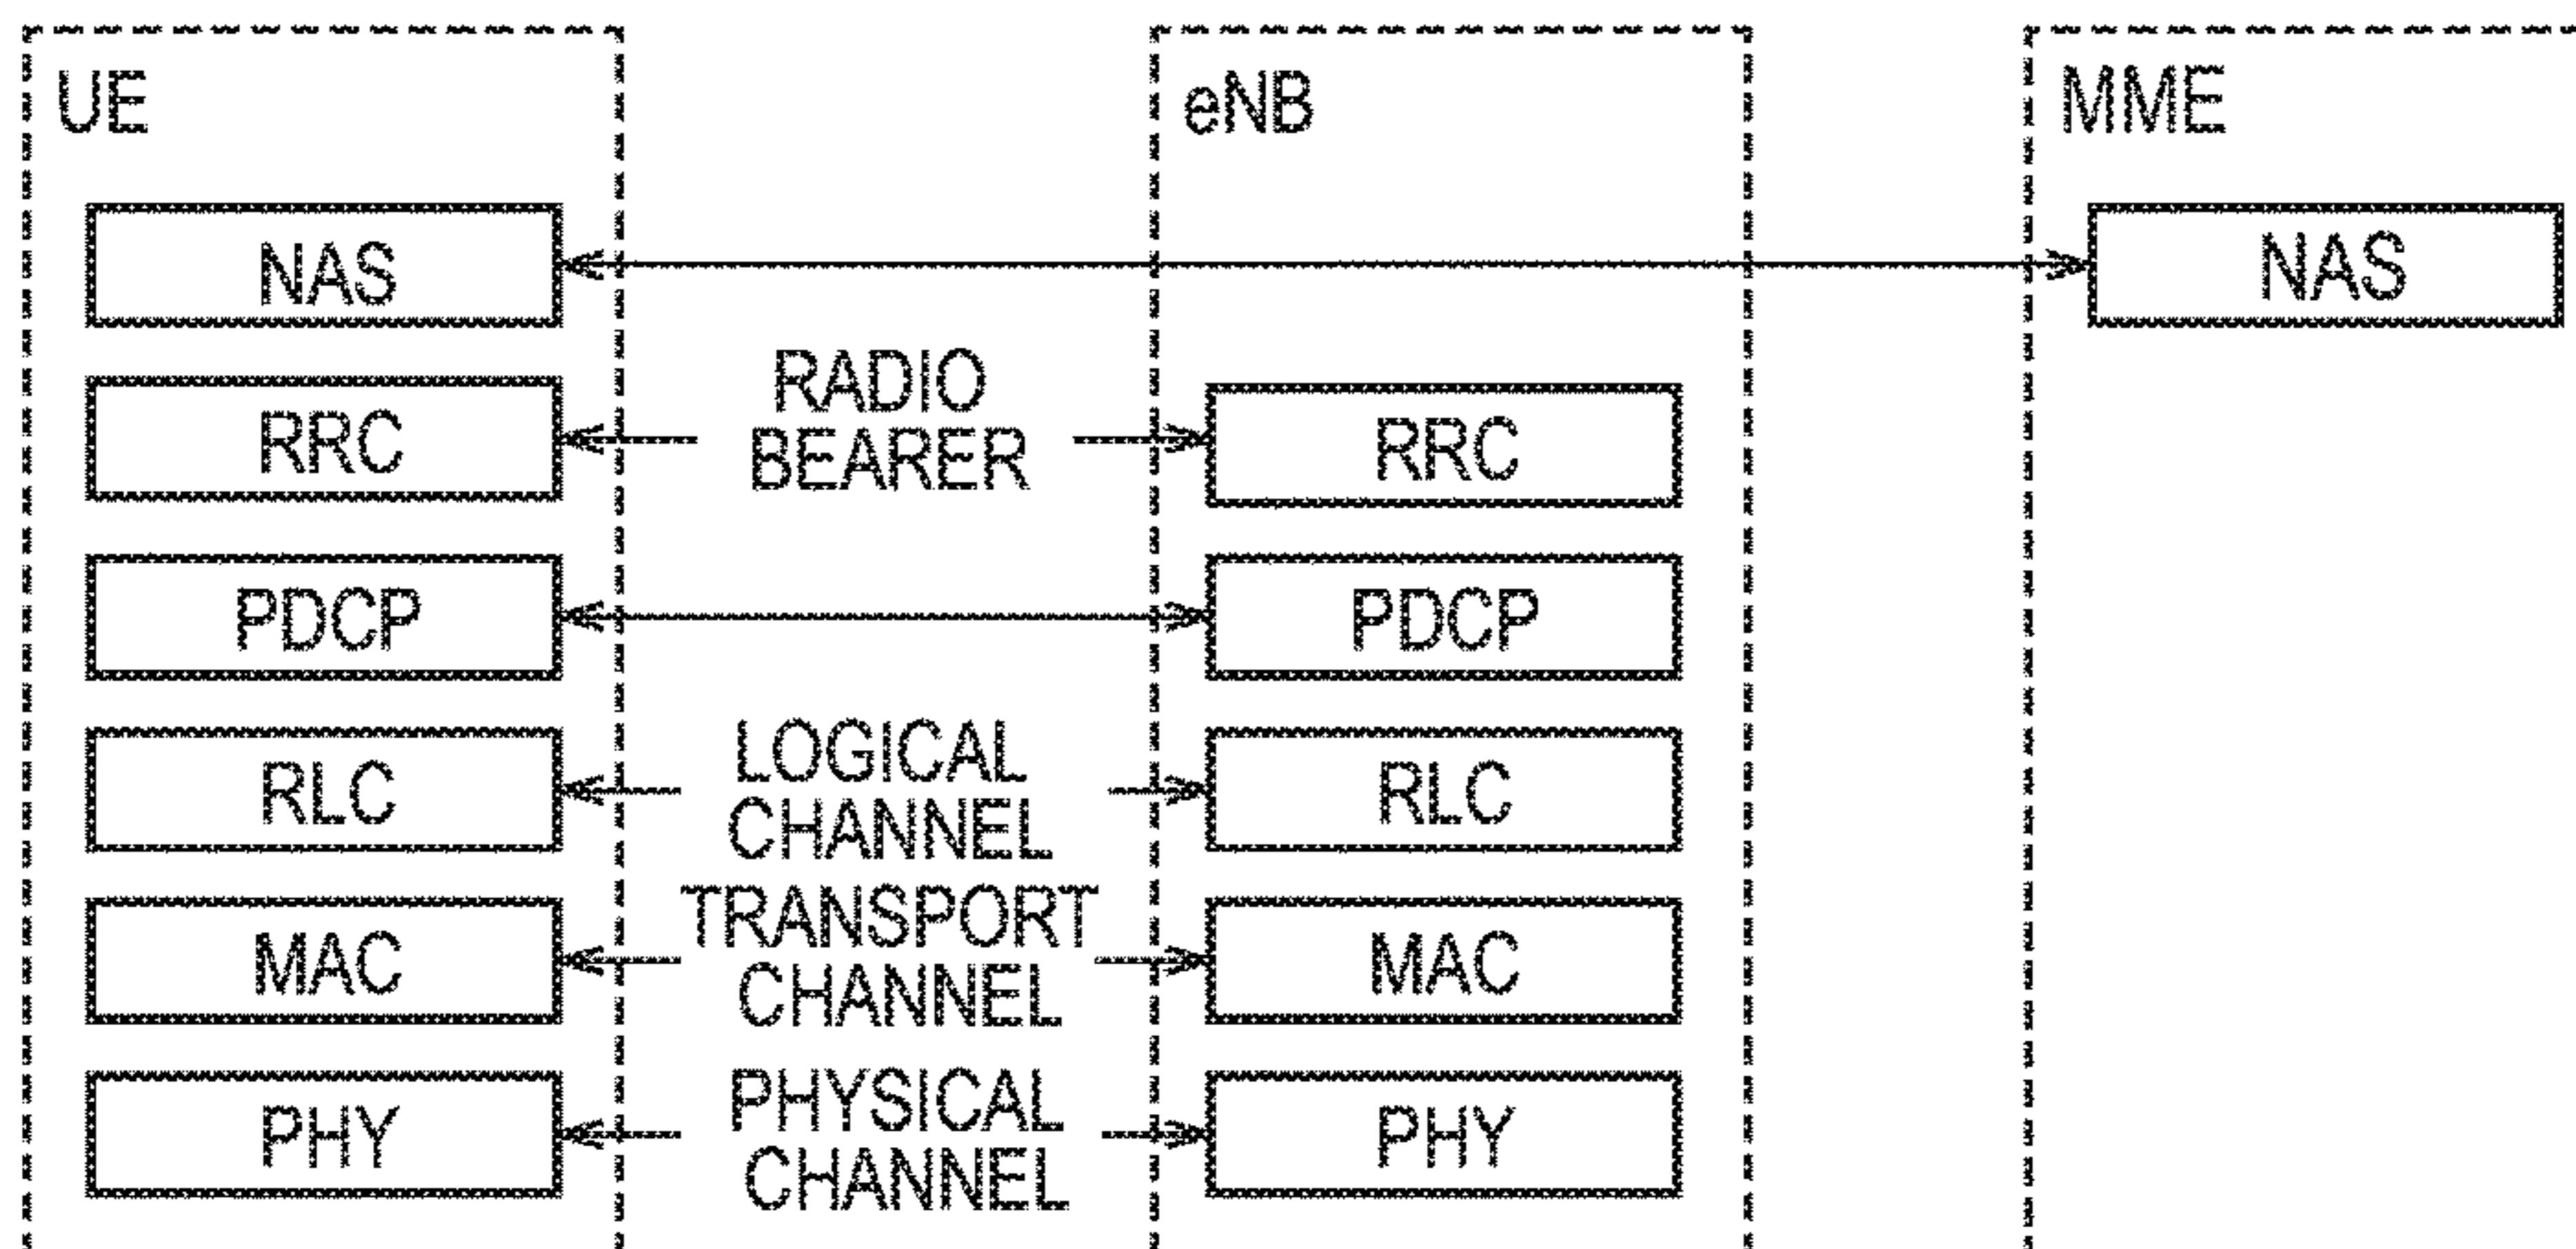 UE
eNB
MME
NAS
NAS
RRC
RADIO
BEARER
RRC
PDCP
PDCP
RLC
LOGICAL
CHANNEL
RLC
MAC
TRANSPORT
CHANNEL
MAC
PHY
PHYSICAL
CHANNEL
PHY